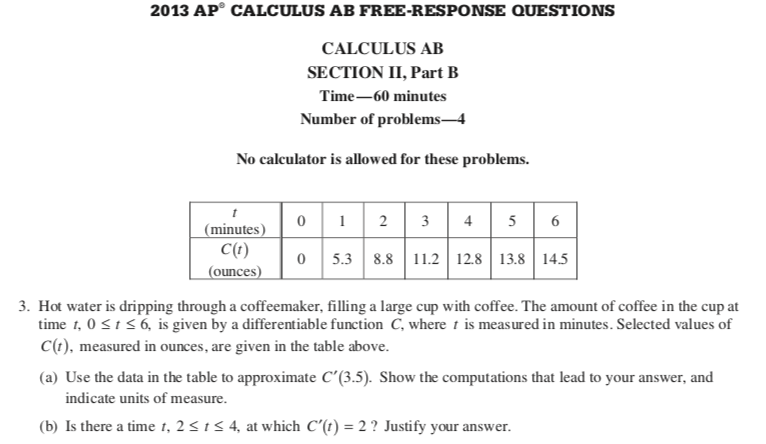 2013 AP® CALCULUS AB FREE-RESPONSE QUESTIONS
CALCULUS AB
SECTION II, Part B
Time—60 minutes
Number of problems—4
No calculator is allowed for these problems.
t (minutes) 0 1 2 3 4 5 6
C(t) (ounces) 0 5.3 8.8 11.2 12.8 13.8 14.5
3. Hot water is dripping through a coffeemaker, filling a large cup with coffee. The amount of coffee in the cup at
time t, 0 ≤ t ≤ 6, is given by a differentiable function C, where t is measured in minutes. Selected values of
C(t), measured in ounces, are given in the table above.
(a) Use the data in the table to approximate C′(3.5). Show the computations that lead to your answer, and
indicate units of measure.
(b) Is there a time t, 2 ≤ t ≤ 4, at which C′(t) = 2 ? Justify your answer.